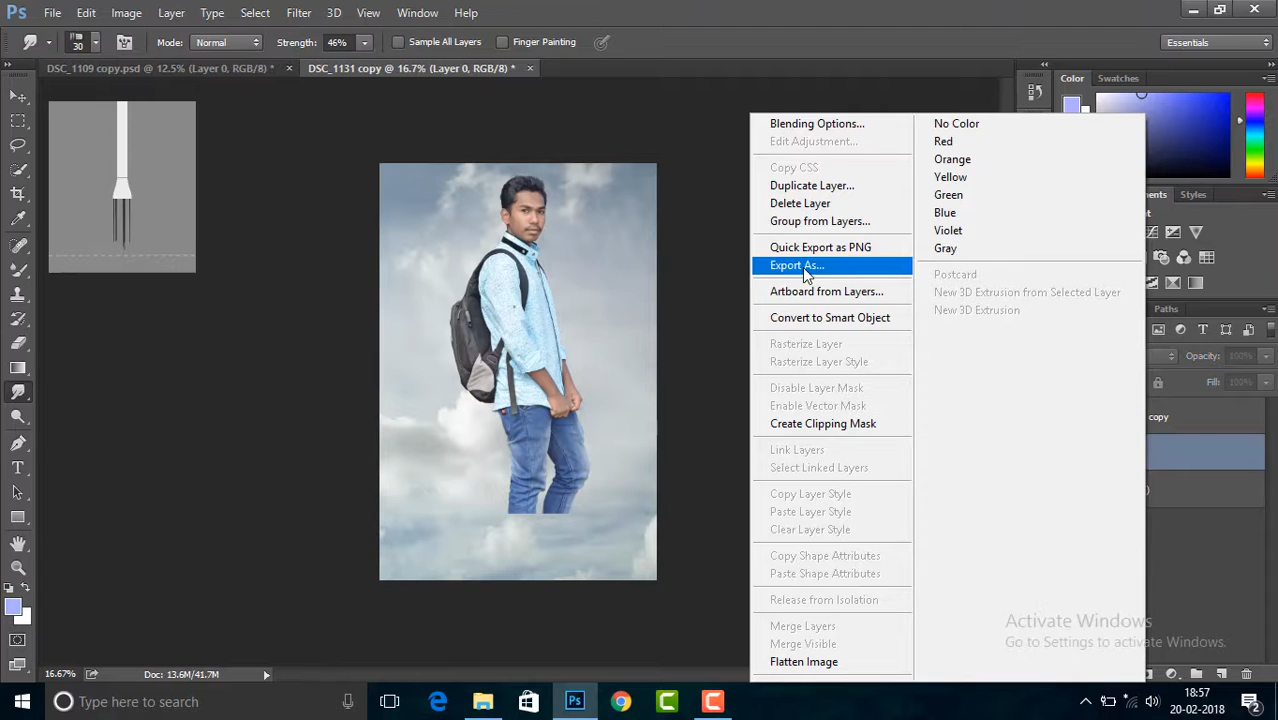 Ps File Edit Image Layer Type Select Filter 3D View Window Help
30 Mode: Normal Strength: 46% Sample All Layers Finger Painting Essentials
DSC_1109 copy.psd @ 12.5% (Layer 0, RGB/8) * × DSC_1131 copy @ 16.7% (Layer 0, RGB/8) * ×
Color Swatches
Blending Options...
Edit Adjustment...
Copy CSS
Duplicate Layer...
Delete Layer
Group from Layers...
Quick Export as PNG
Export As...
Artboard from Layers...
Convert to Smart Object
Rasterize Layer
Rasterize Layer Style
Disable Layer Mask
Enable Vector Mask
Create Clipping Mask
Link Layers
Select Linked Layers
Copy Layer Style
Paste Layer Style
Clear Layer Style
Copy Shape Attributes
Paste Shape Attributes
Release from Isolation
Merge Layers
Merge Visible
Flatten Image
No Color
Red
Orange
Yellow
Green
Blue
Violet
Gray
Postcard
New 3D Extrusion from Selected Layer
New 3D Extrusion
Styles
Paths
Opacity: 100%
Fill: 100%
copy
Activate Windows
Go to Settings to activate Windows.
16.67% Doc: 13.6M/41.7M
Type here to search
Ps
18:57
20-02-2018
2